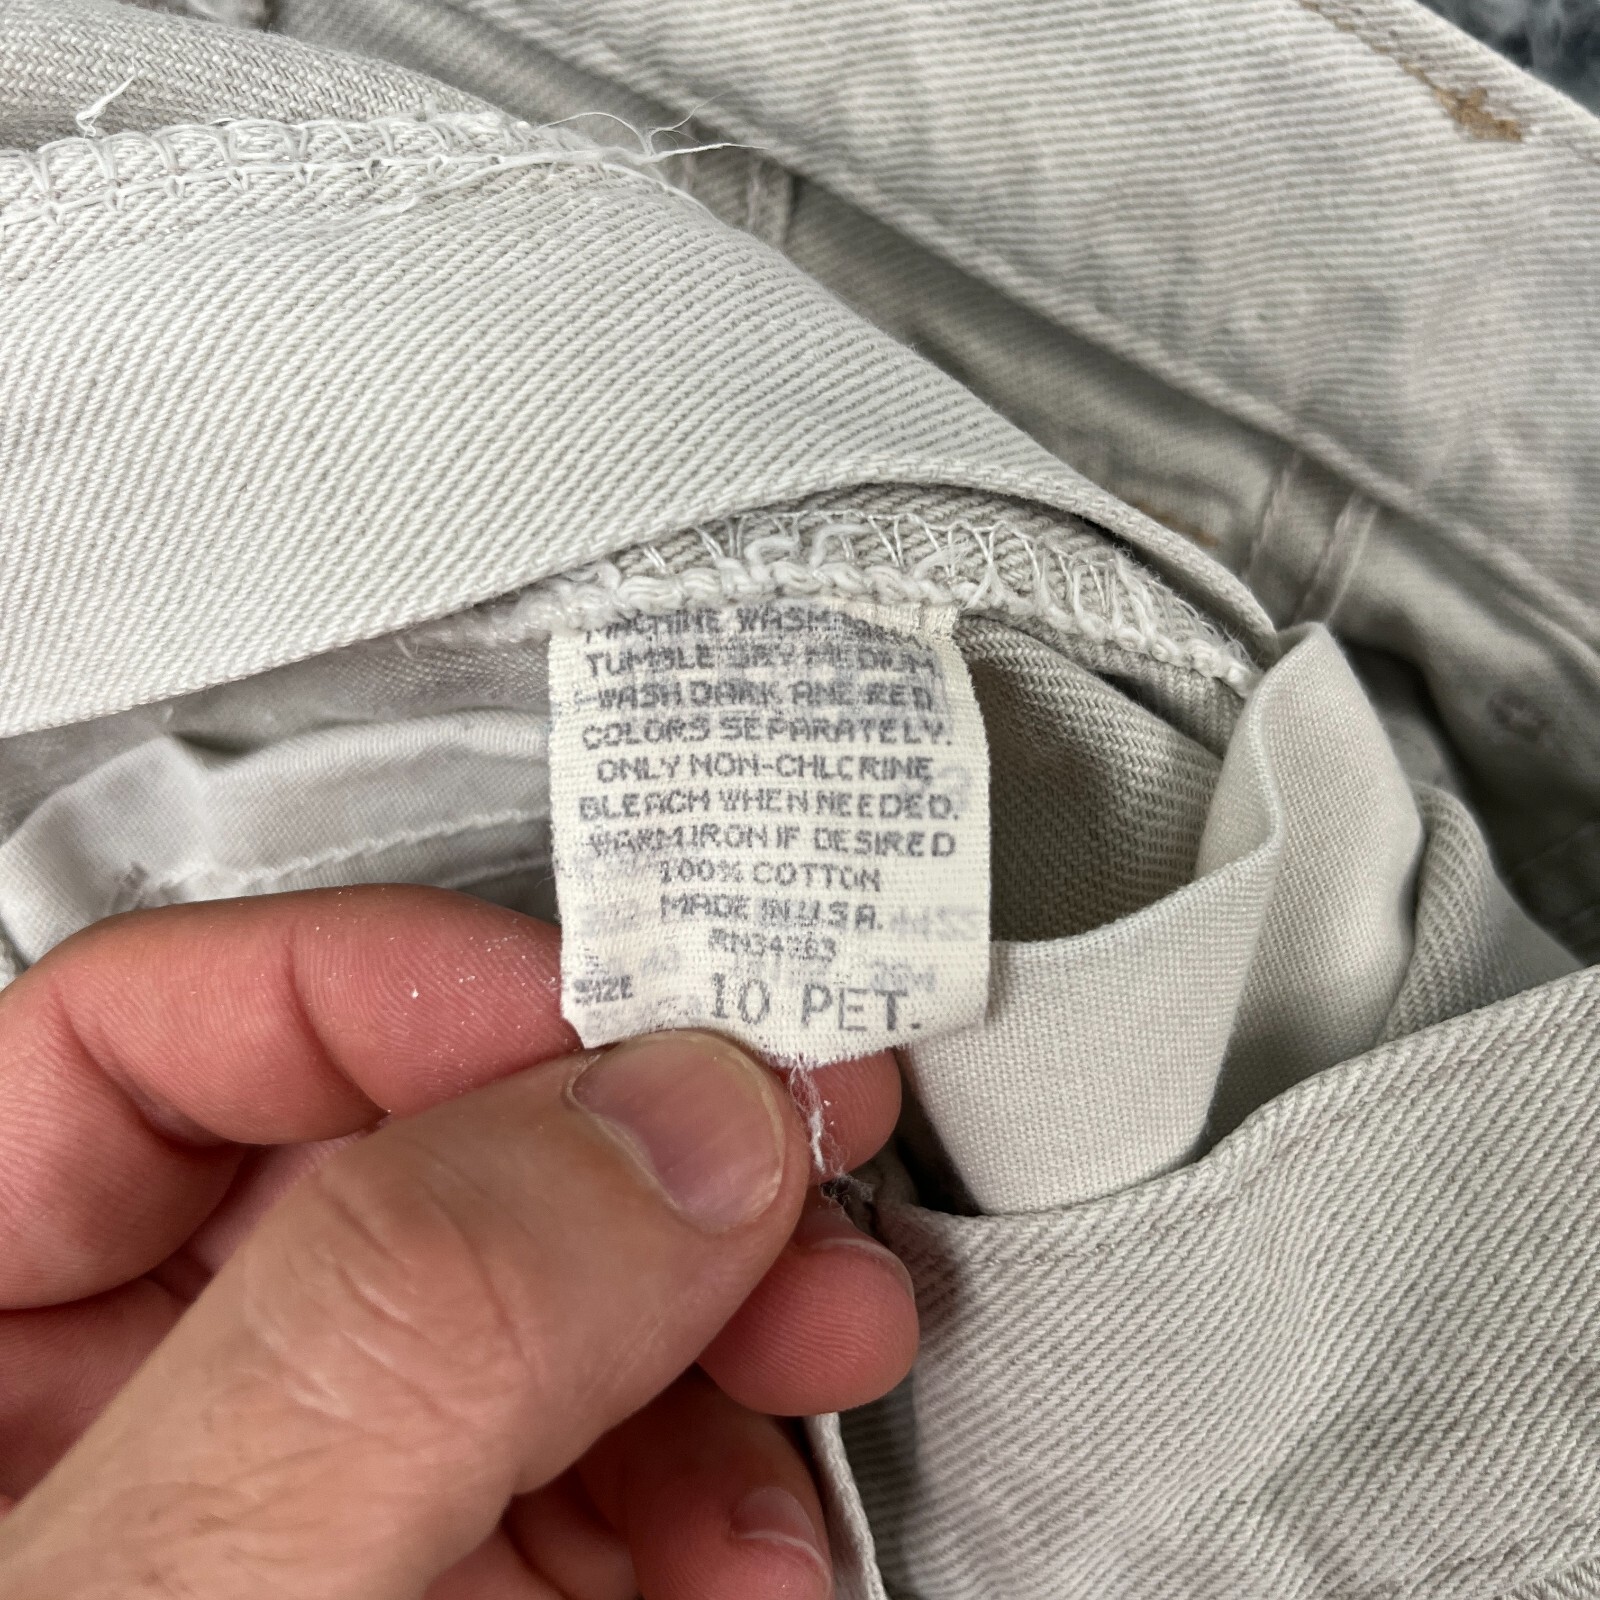 MACHINE WASH
TUMBLE DRY MEDIUM
WASH DARK AND RED
COLORS SEPARATELY.
ONLY NON-CHLORINE
BLEACH WHEN NEEDED.
WARM IRON IF DESIRED
100% COTTON
MADE IN U.S.A.
SIZE 10 PET.